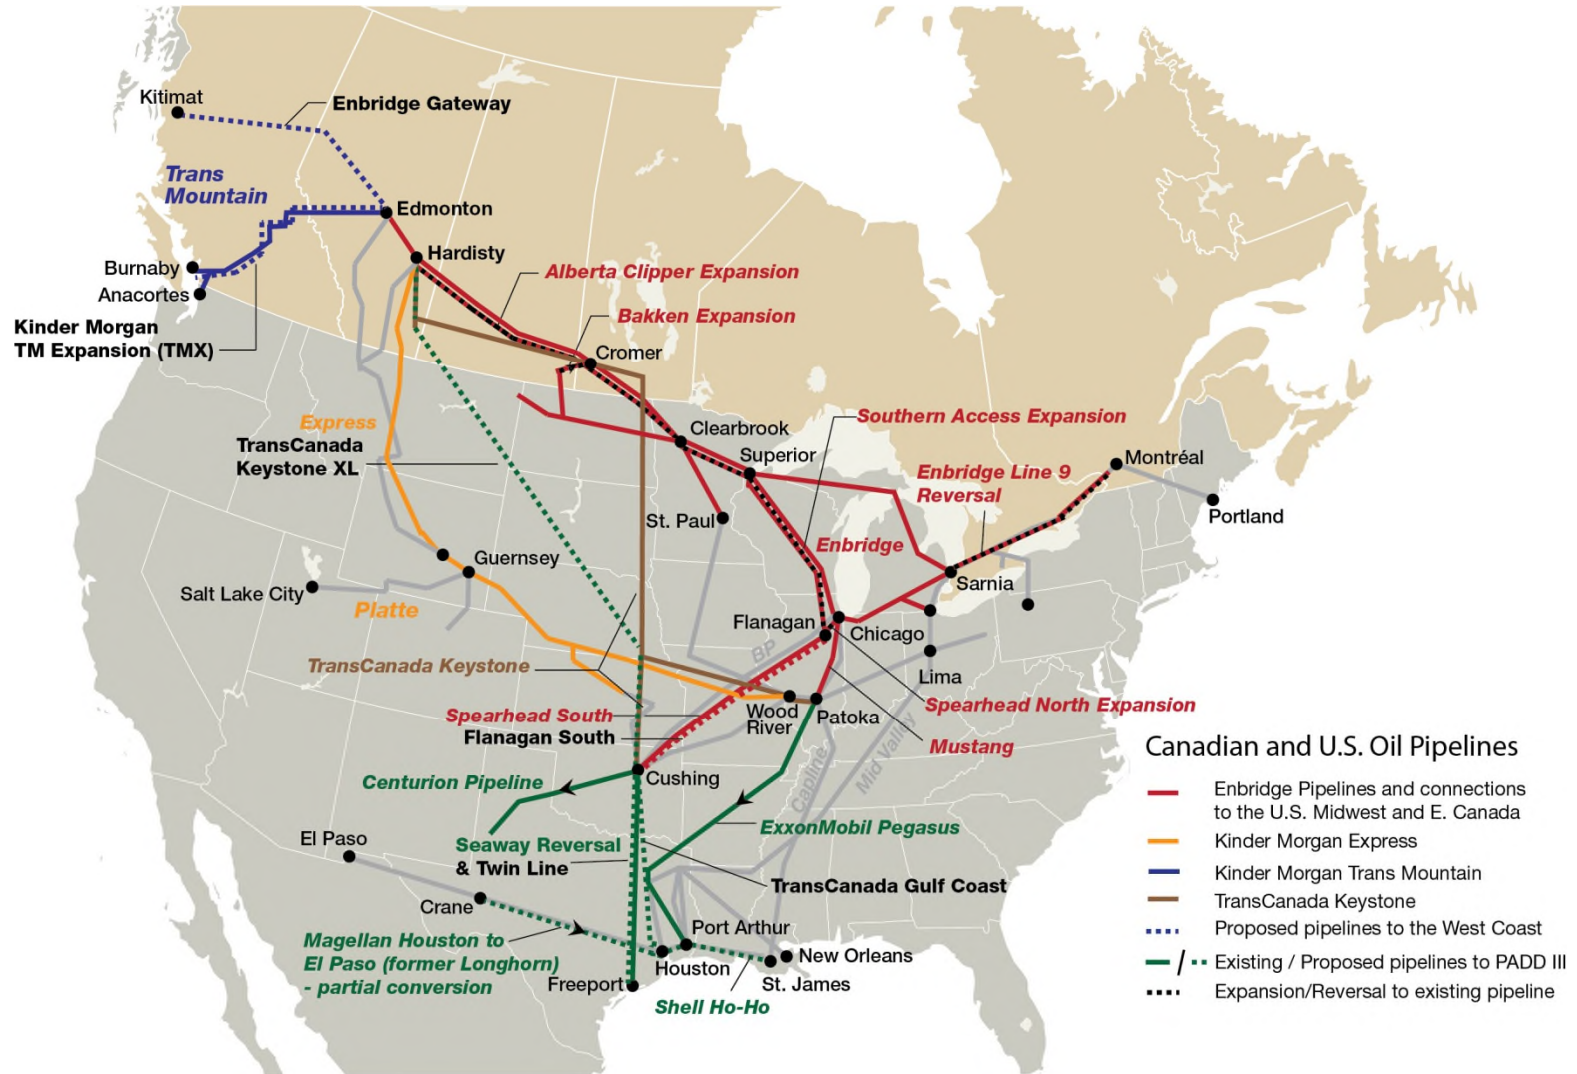 Kitimat
Enbridge Gateway
Trans
Mountain
Edmonton
Hardisty
Burnaby
Anacortes
Alberta Clipper Expansion
Bakken Expansion
Kinder Morgan
TM Expansion (TMX)
Cromer
Express
TransCanada
Keystone XL
Clearbrook
Superior
Southern Access Expansion
Enbridge Line 9
Reversal
Montréal
Portland
St. Paul
Enbridge
Sarnia
Guernsey
Salt Lake City
Platte
Flanagan
Chicago
BP
Lima
TransCanada Keystone
Wood
River
Patoka
Spearhead North Expansion
Spearhead South
Flanagan South
Mustang
Capline
Mid Valley
Cushing
Centurion Pipeline
ExxonMobil Pegasus
El Paso
Seaway Reversal
& Twin Line
TransCanada Gulf Coast
Crane
Port Arthur
Magellan Houston to
El Paso (former Longhorn)
- partial conversion
Houston
New Orleans
St. James
Freeport
Shell Ho-Ho
Canadian and U.S. Oil Pipelines
Enbridge Pipelines and connections
to the U.S. Midwest and E. Canada
Kinder Morgan Express
Kinder Morgan Trans Mountain
TransCanada Keystone
Proposed pipelines to the West Coast
/ Existing / Proposed pipelines to PADD III
Expansion/Reversal to existing pipeline